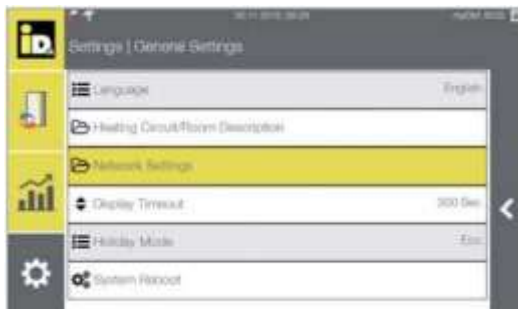 iD.
Settings | General Settings
Language English
Heating Circuit/Room Description
Network Settings
Display Timeout 300 Sec
Holiday Mode Eco
System Reboot